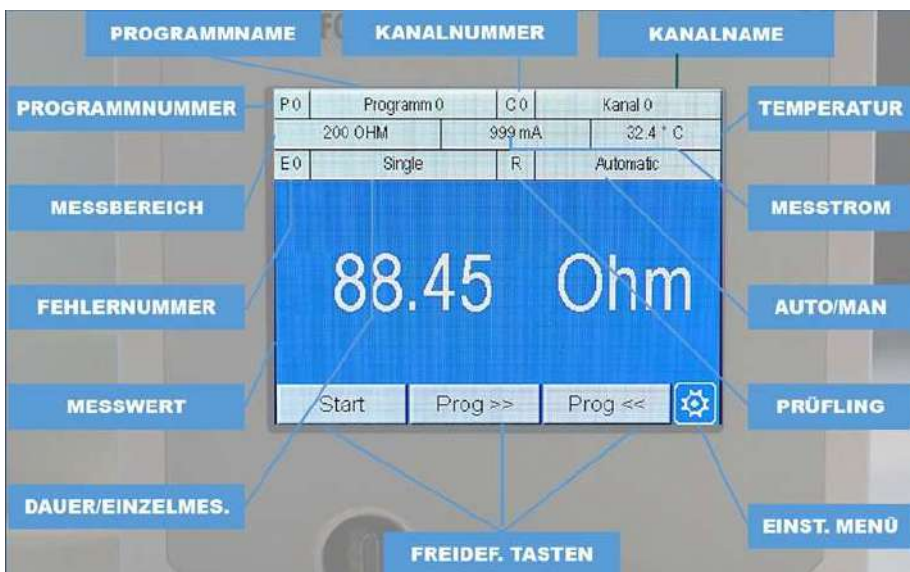 PROGRAMMNAME
KANALNUMMER
KANALNAME
PROGRAMMNUMMER
P 0 Programm 0 C 0 Kanal 0
TEMPERATUR
200 OHM 999 mA 32.4 ° C
E 0 Single R Automatic
MESSBEREICH
MESSTROM
88.45 Ohm
FEHLERNUMMER
AUTO/MAN
Start Prog >> Prog <<
MESSWERT
PRÜFLING
DAUER/EINZELMES.
EINST. MENÜ
FREIDEF. TASTEN